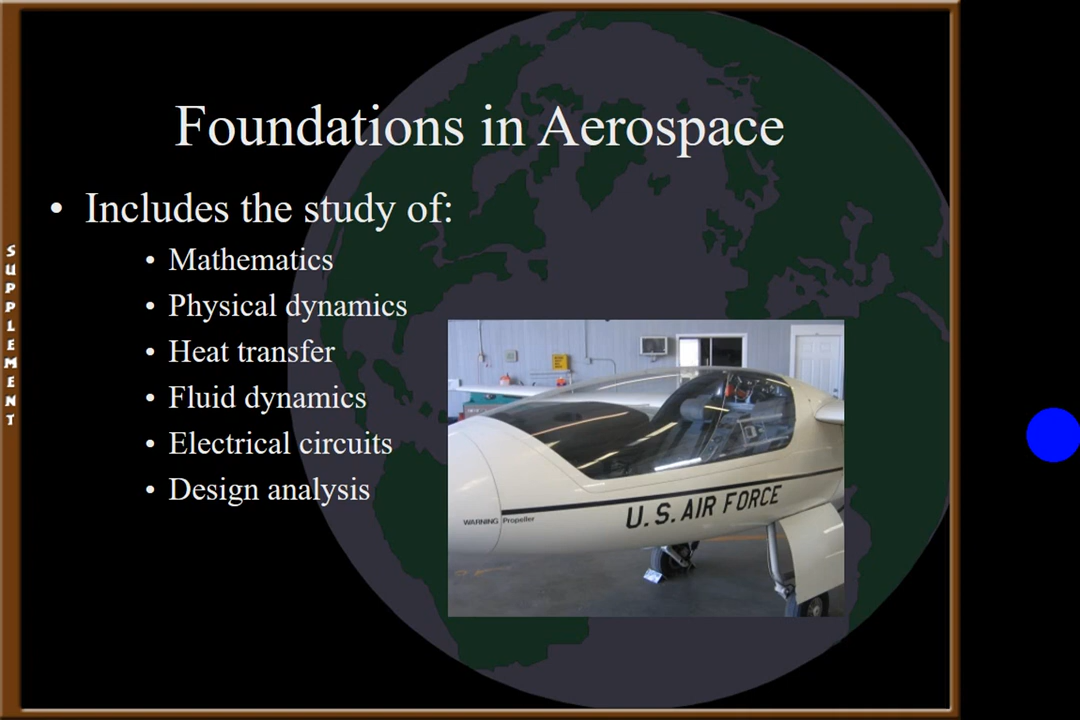 Foundations in Aerospace
• Includes the study of:
• Mathematics
• Physical dynamics
• Heat transfer
• Fluid dynamics
• Electrical circuits
• Design analysis
SUPPLEMENT
U.S. AIR FORCE
WARNING Propeller